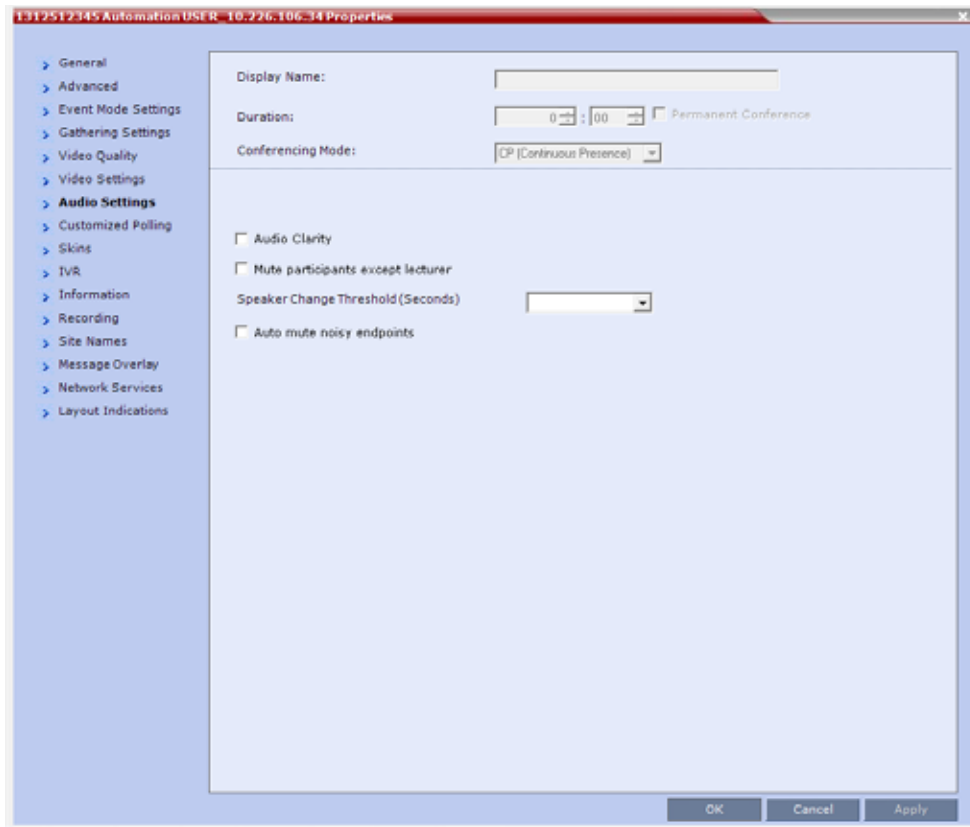 1312512345 Automation USER_10.226.106-34 Properties
General
Advanced
Event Mode Settings
Gathering Settings
Video Quality
Video Settings
Audio Settings
Customized Polling
Skins
IVR
Information
Recording
Site Names
Message Overlay
Network Services
Layout Indications
Display Name:
Duration: 0 : 00 Permanent Conference
Conferencing Mode: CP (Continuous Presence)
Audio Clarity
Mute participants except lecturer
Speaker Change Threshold (Seconds)
Auto mute noisy endpoints
OK Cancel Apply